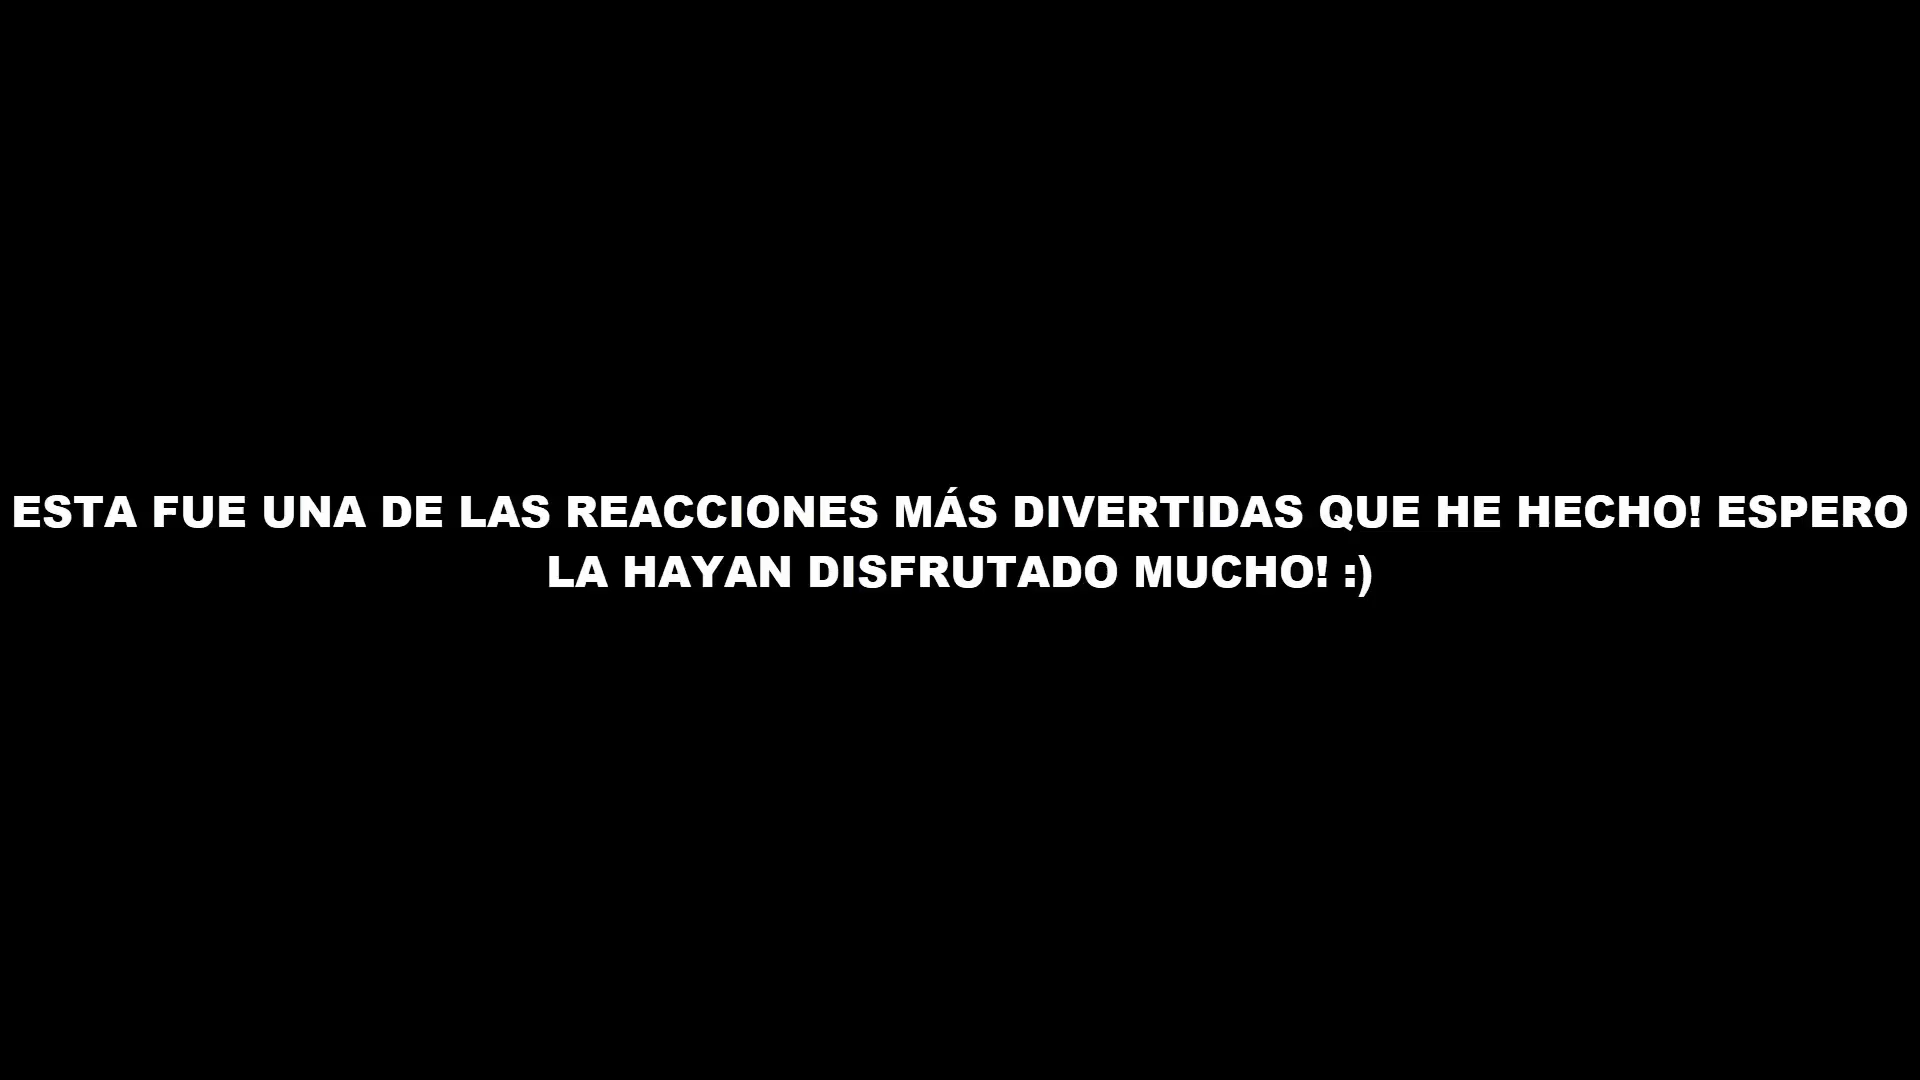 ESTA FUE UNA DE LAS REACCIONES MÁS DIVERTIDAS QUE HE HECHO! ESPERO
LA HAYAN DISFRUTADO MUCHO! :)